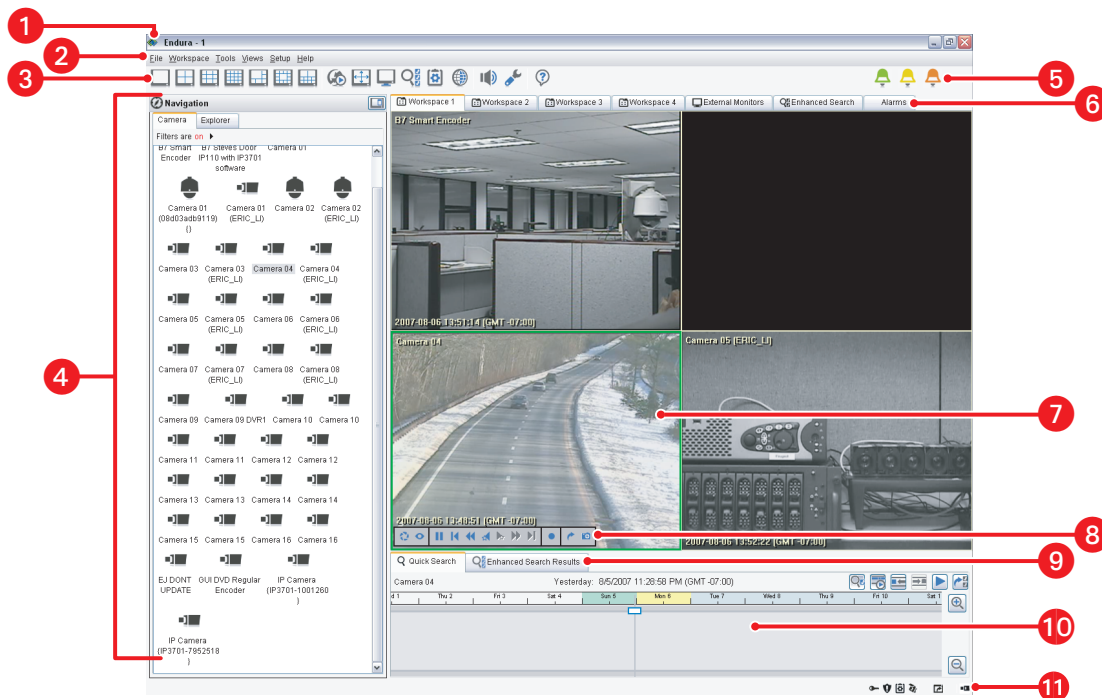 1
Endura - 1
2
File Workspace Tools Views Setup Help
3
5
4
Navigation
Camera Explorer
Filters are on
B7 Smart Encoder
B7 Steves Door IP110 with IP3701 software
Camera 01
Camera 01 (08d03adb9119) ()
Camera 01 (ERIC_LI)
Camera 02
Camera 02 (ERIC_LI)
Camera 03
Camera 03 (ERIC_LI)
Camera 04
Camera 04 (ERIC_LI)
Camera 05
Camera 05 (ERIC_LI)
Camera 06
Camera 06 (ERIC_LI)
Camera 07
Camera 07 (ERIC_LI)
Camera 08
Camera 08 (ERIC_LI)
Camera 09 Camera 09 DVR1 Camera 10 Camera 10
Camera 11 Camera 11 Camera 12 Camera 12
Camera 13 Camera 13 Camera 14 Camera 14
Camera 15 Camera 15 Camera 16 Camera 16
EJ DONT UPDATE
GUI DVD Regular Encoder
IP Camera (IP3701-1001260 )
IP Camera (IP3701-7952518 )
Workspace 1 Workspace 2 Workspace 3 Workspace 4 External Monitors Enhanced Search Alarms
6
B7 Smart Encoder
2007-08-06 13:51:14 (GMT -07:00)
Camera 04
Camera 05 (ERIC_LI)
7
2007-08-06 13:48:51 (GMT -07:00)
2007-08-06 13:52:22 (GMT -07:00)
8
Quick Search Enhanced Search Results
9
Camera 04 Yesterday: 8/5/2007 11:28:58 PM (GMT -07:00)
d 1 Thu 2 Fri 3 Sat 4 Sun 5 Mon 6 Tue 7 Wed 8 Thu 9 Fri 10 Sat 1
10
11